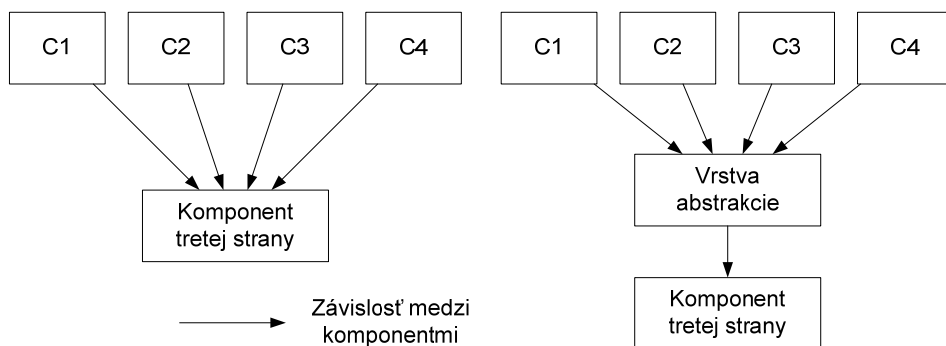 C1
C2
C3
C4
Komponent
tretej strany
Závislosť medzi
komponentmi
C1
C2
C3
C4
Vrstva
abstrakcie
Komponent
tretej strany